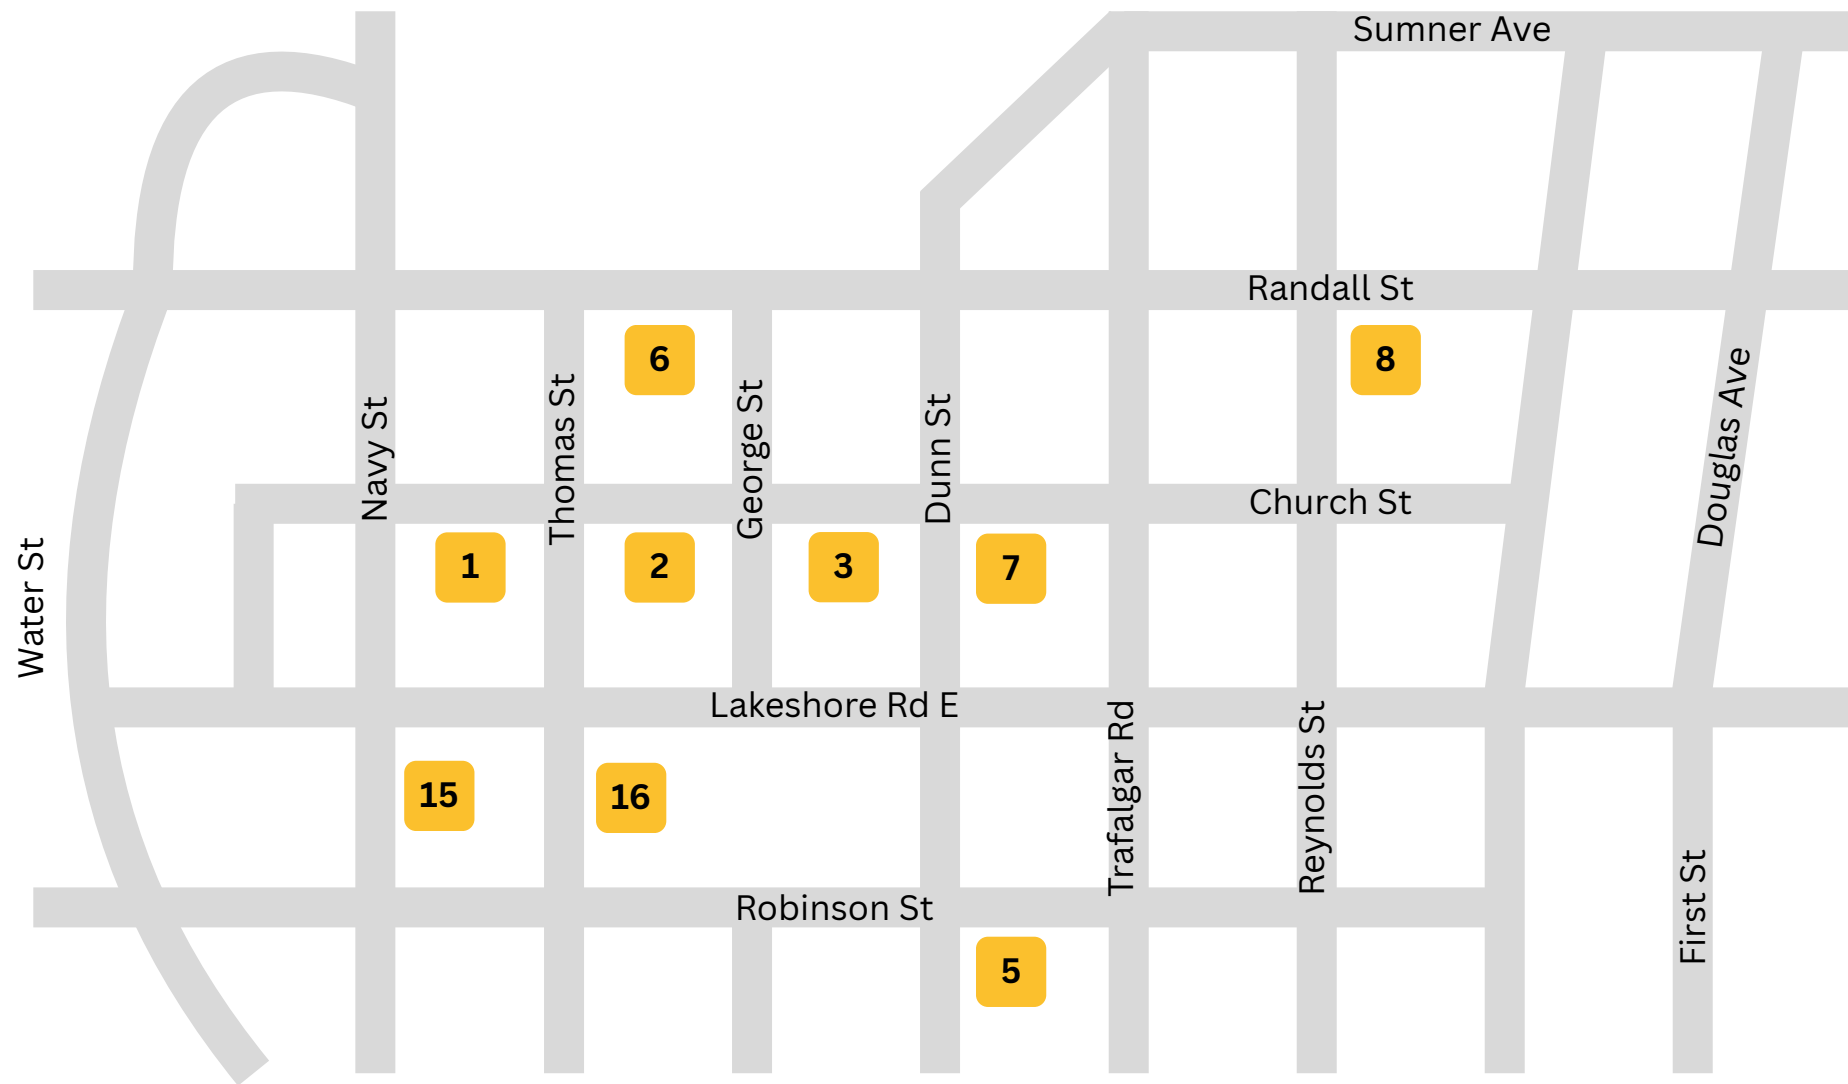 Sumner Ave
Randall St
6
8
Navy St
Thomas St
George St
Dunn St
Douglas Ave
Church St
Water St
1
2
3
7
Lakeshore Rd E
Trafalgar Rd
Reynolds St
15
16
First St
Robinson St
5